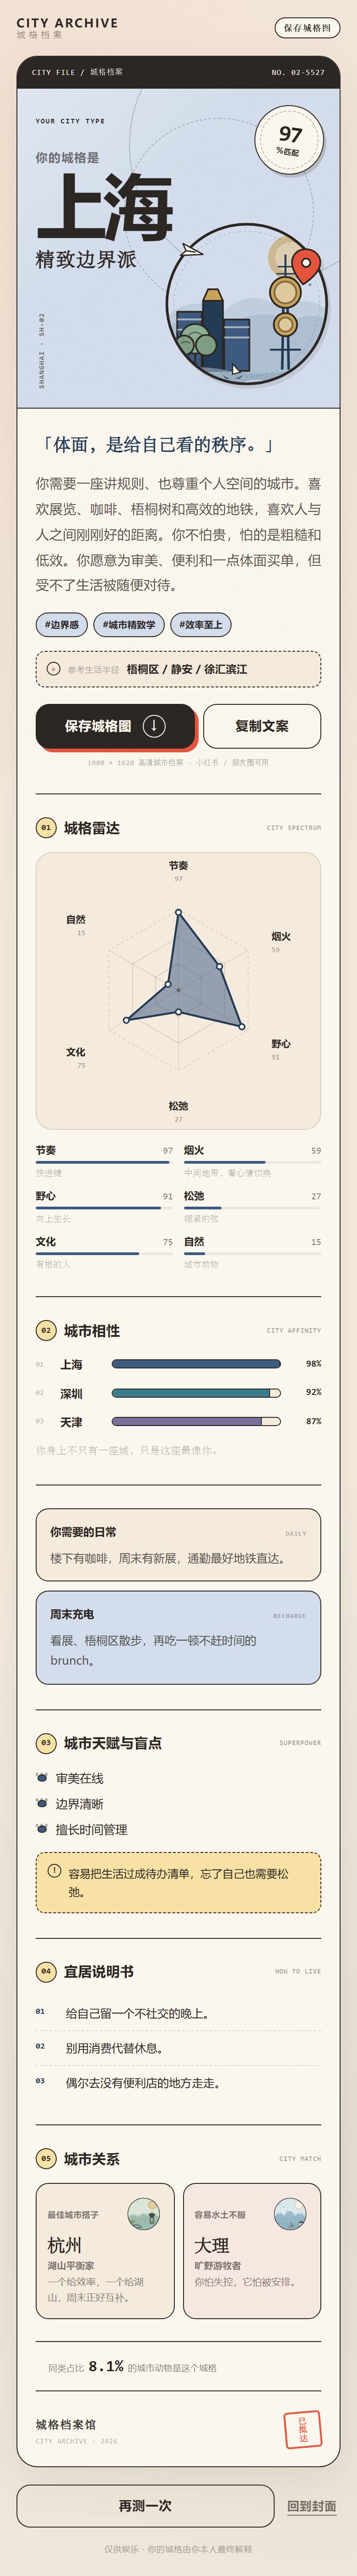 CITY ARCHIVE
城格档案
保存城格图
CITY FILE / 城格档案
NO. 02-5527
YOUR CITY TYPE
97
%匹配
你的城格是
上海
精致边界派
SHANGHAI · SH-02
「体面，是给自己看的秩序。」
你需要一座讲规则、也尊重个人空间的城市。喜
欢展览、咖啡、梧桐树和高效的地铁，喜欢人与
人之间刚刚好的距离。你不怕贵，怕的是粗糙和
低效。你愿意为审美、便利和一点体面买单，但
受不了生活被随便对待。
#边界感
#城市精致学
#效率至上
参考生活半径 梧桐区 / 静安 / 徐汇滨江
保存城格图
复制文案
1080 × 1620 高清城市档案 · 小红书 / 朋友圈可用
01 城格雷达
CITY SPECTRUM
节奏
97
自然
15
烟火
59
文化
75
野心
91
松弛
27
节奏 97
快进键
烟火 59
中间地带，看心情切换
野心 91
向上生长
松弛 27
绷紧的弦
文化 75
有根的人
自然 15
城市动物
02 城市相性
CITY AFFINITY
01 上海 98%
02 深圳 92%
03 天津 87%
你身上不只有一座城，只是这座最像你。
你需要的日常
DAILY
楼下有咖啡，周末有新展，通勤最好地铁直达。
周末充电
RECHARGE
看展、梧桐区散步，再吃一顿不赶时间的
brunch。
03 城市天赋与盲点
SUPERPOWER
审美在线
边界清晰
擅长时间管理
! 容易把生活过成待办清单，忘了自己也需要松
弛。
04 宜居说明书
HOW TO LIVE
01 给自己留一个不社交的晚上。
02 别用消费代替休息。
03 偶尔去没有便利店的地方走走。
05 城市关系
CITY MATCH
最佳城市搭子
杭州
湖山平衡家
一个给效率，一个给湖
山，周末正好互补。
容易水土不服
大理
旷野游牧者
你怕失控，它怕被安排。
同类占比 8.1% 的城市动物是这个城格
城格档案馆
CITY ARCHIVE · 2026
已抵达
再测一次
回到封面
仅供娱乐 · 你的城格由你本人最终解释